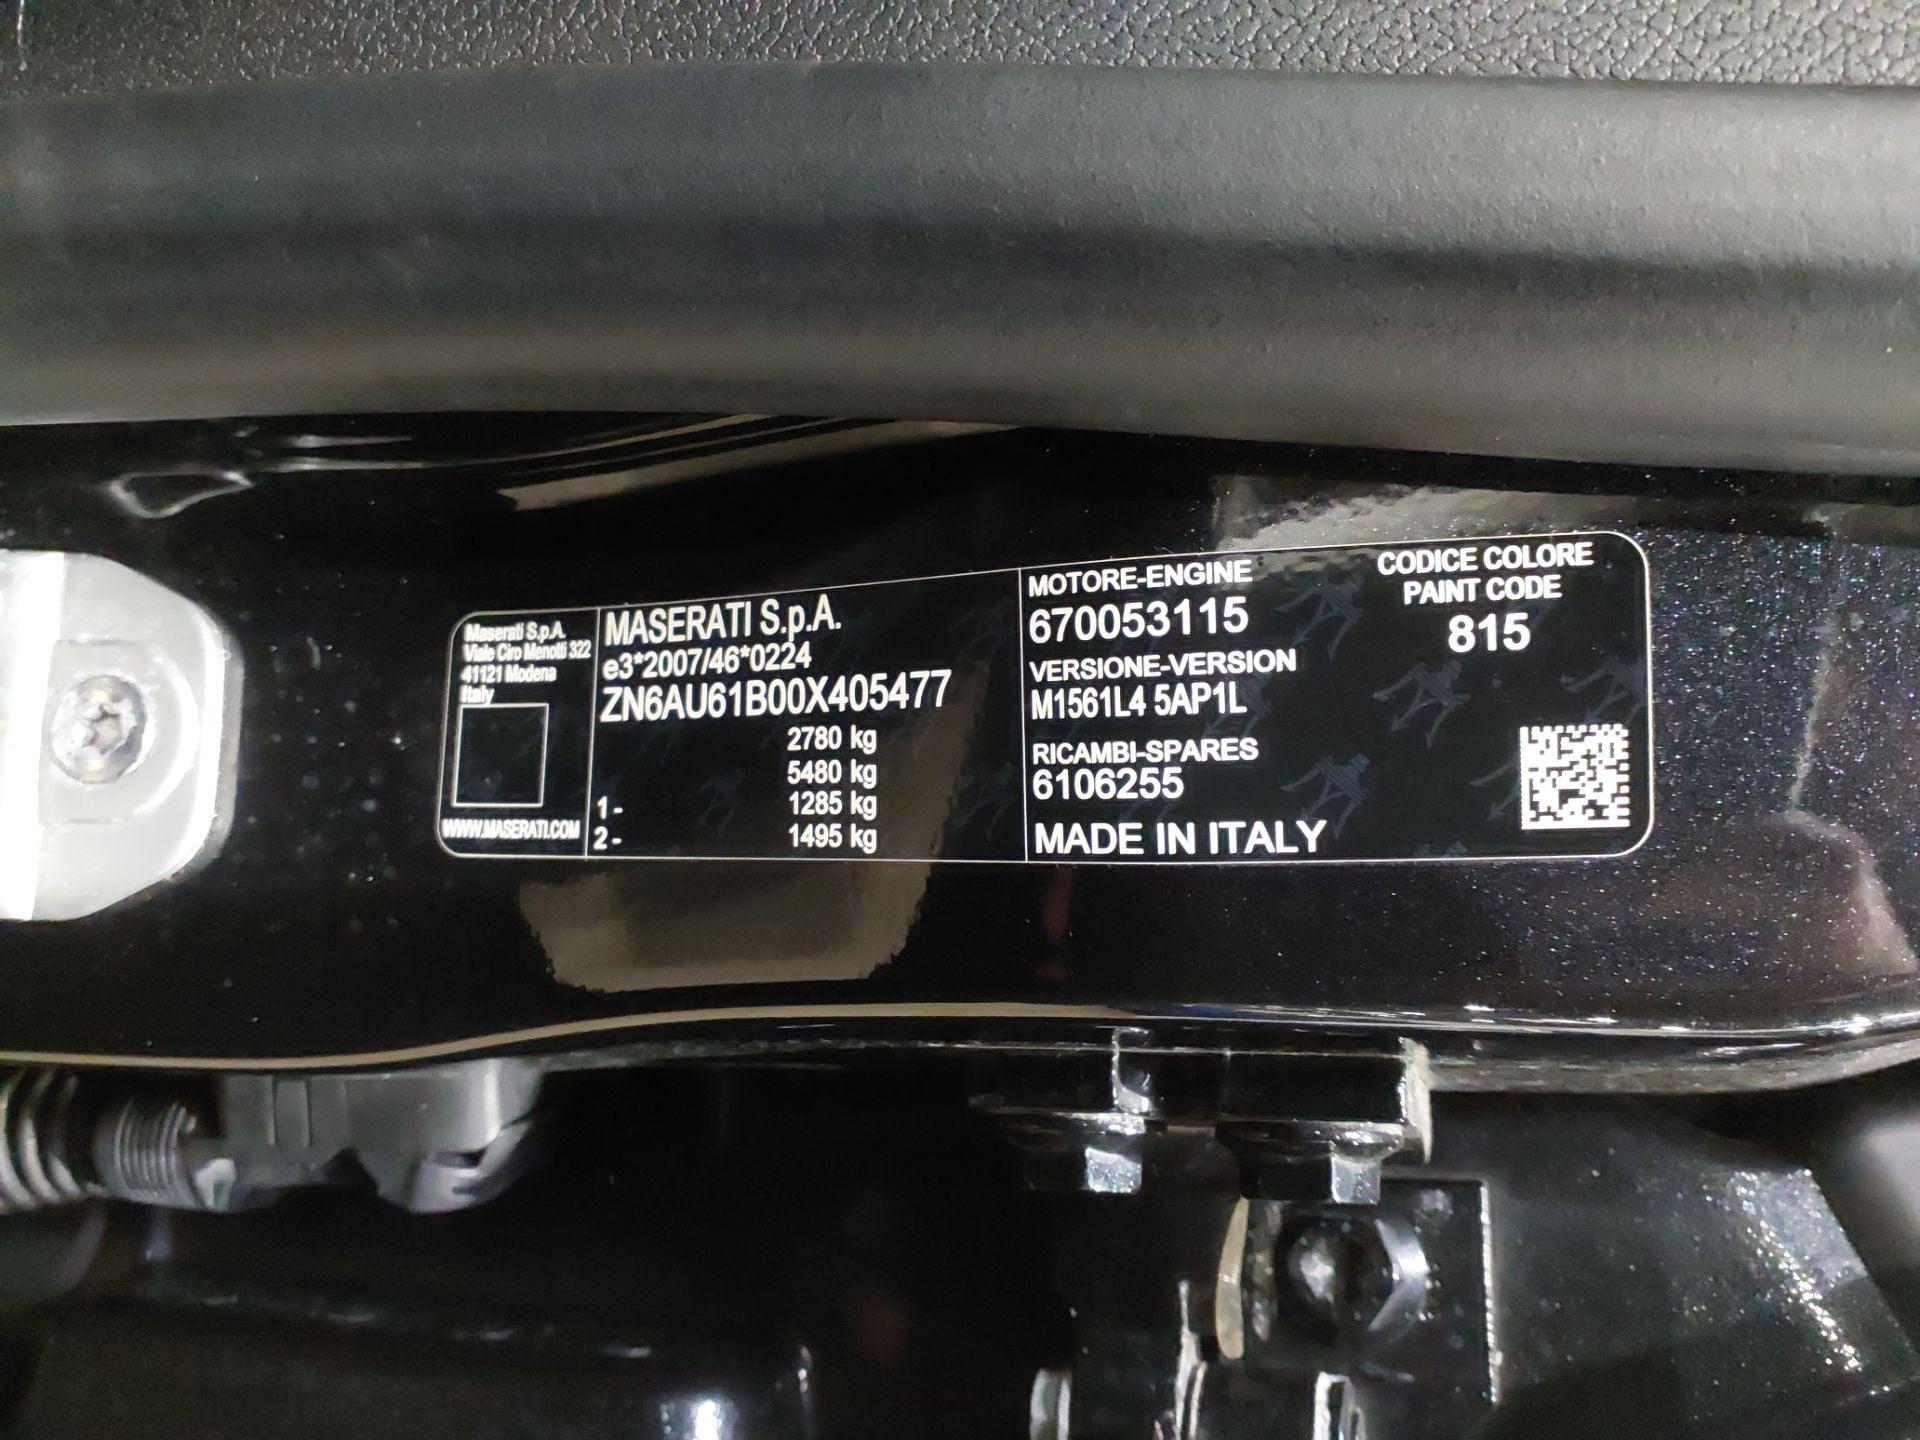 Maserati S.p.A.
Viale Ciro Menotti 322
41121 Modena
Italy
WWW.MASERATI.COM
MASERATI S.p.A.
e3*2007/46*0224
ZN6AU61B00X405477
2780 kg
5480 kg
1- 1285 kg
2- 1495 kg
MOTORE-ENGINE
670053115
VERSIONE-VERSION
M1561L4 5AP1L
RICAMBI-SPARES
6106255
MADE IN ITALY
CODICE COLORE
PAINT CODE
815